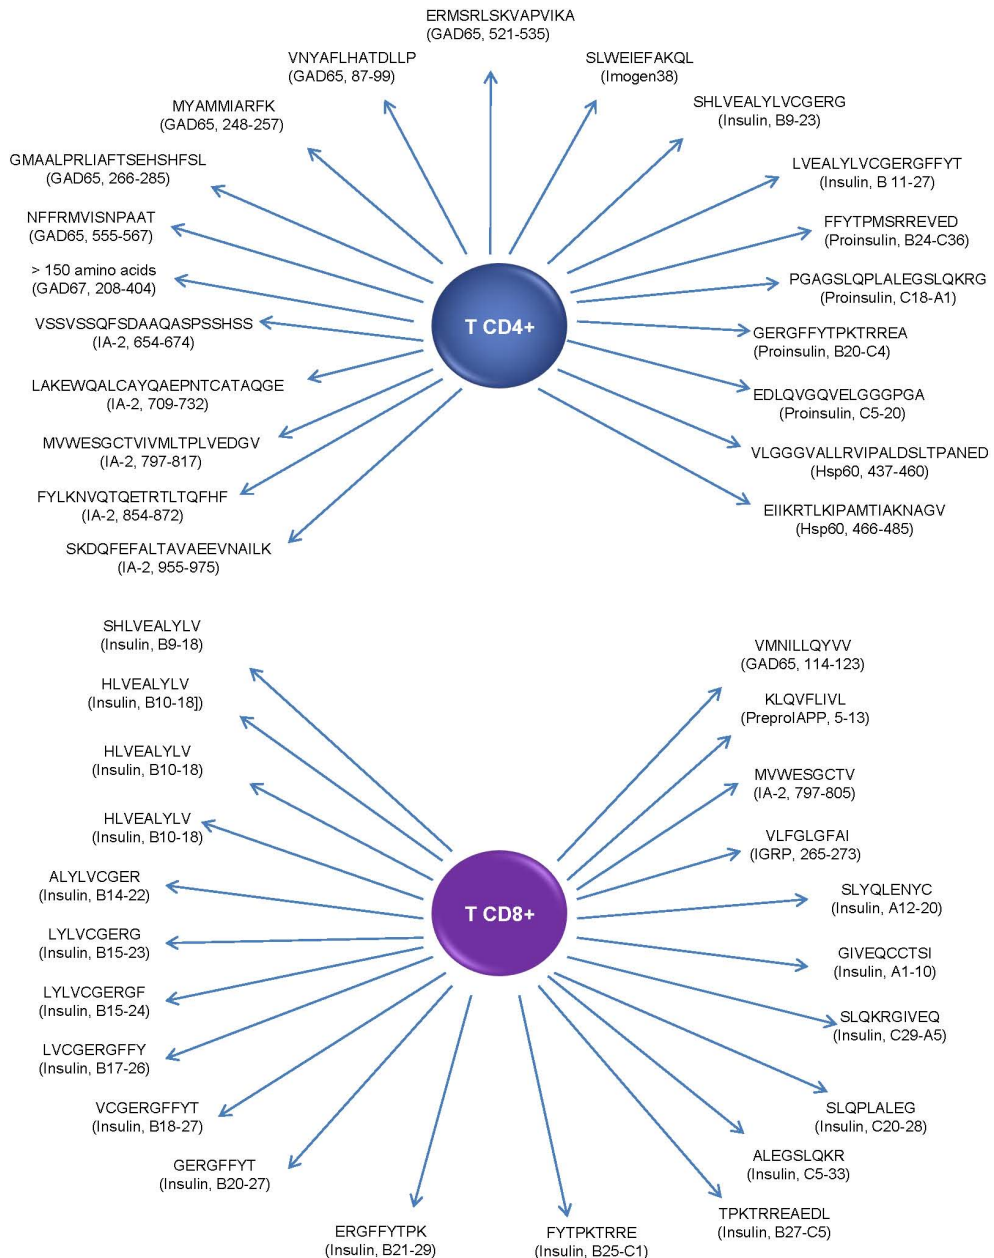 ERMSRLSKVAPVIKA
(GAD65, 521-535)
VNYAFLHATDLLP
(GAD65, 87-99)
SLWEIEFAKQL
(Imogen38)
MYAMMIARFK
(GAD65, 248-257)
SHLVEALYLVCGERG
(Insulin, B9-23)
GMAALPRLIAFTSEHSHFSL
(GAD65, 266-285)
LVEALYLVCGERGFFYT
(Insulin, B 11-27)
NFFRMVISNPAAT
(GAD65, 555-567)
FFYTPMSRREVED
(Proinsulin, B24-C36)
> 150 amino acids
(GAD67, 208-404)
PGAGSLQPLALEGSLQKRG
(Proinsulin, C18-A1)
VSSVSSQFSDAAQASPSSHSS
(IA-2, 654-674)
T CD4+
GERGFFYTPKTRREA
(Proinsulin, B20-C4)
LAKEWQALCAYQAEPNTCATAQGE
(IA-2, 709-732)
EDLQVGQVELGGGPGA
(Proinsulin, C5-20)
MVWESGCTVIVMLTPLVEDGV
(IA-2, 797-817)
VLGGGVALLRVIPALDSLTPANED
(Hsp60, 437-460)
FYLKNVQTQETRTLTQFHF
(IA-2, 854-872)
EIIKRTLKIPAMTIAKNAGV
(Hsp60, 466-485)
SKDQFEFALTAVAEEVNAILK
(IA-2, 955-975)
SHLVEALYLV
(Insulin, B9-18)
VMNILLQYVV
(GAD65, 114-123)
HLVEALYLV
(Insulin, B10-18])
KLQVFLIVL
(PreproIAPP, 5-13)
HLVEALYLV
(Insulin, B10-18)
MVWESGCTV
(IA-2, 797-805)
HLVEALYLV
(Insulin, B10-18)
VLFGLGFAI
(IGRP, 265-273)
ALYLVCGER
(Insulin, B14-22)
T CD8+
SLYQLENYC
(Insulin, A12-20)
LYLVCGERG
(Insulin, B15-23)
GIVEQCCTSI
(Insulin, A1-10)
LYLVCGERGF
(Insulin, B15-24)
SLQKRGIVEQ
(Insulin, C29-A5)
LVCGERGFFY
(Insulin, B17-26)
VCGERGFFYT
(Insulin, B18-27)
SLQPLALEG
(Insulin, C20-28)
GERGFFYT
(Insulin, B20-27)
ALEGSLQKR
(Insulin, C5-33)
ERGFFYTPK
(Insulin, B21-29)
FYTPKTRRE
(Insulin, B25-C1)
TPKTRREAEDL
(Insulin, B27-C5)